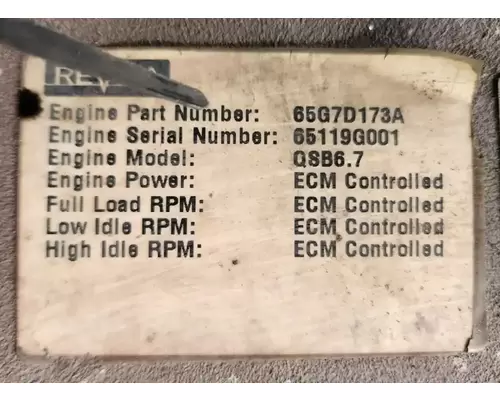 Engine Part Number: 65G7D173A
Engine Serial Number: 65119G001
Engine Model: QSB6.7
Engine Power: ECM Controlled
Full Load RPM: ECM Controlled
Low Idle RPM: ECM Controlled
High Idle RPM: ECM Controlled